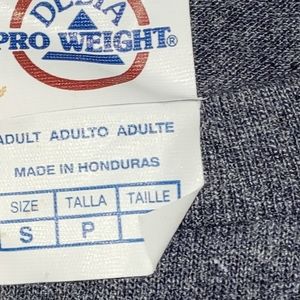 DELTA
PRO WEIGHT®
ADULT ADULTO ADULTE
MADE IN HONDURAS
SIZE TALLA TAILLE
S P